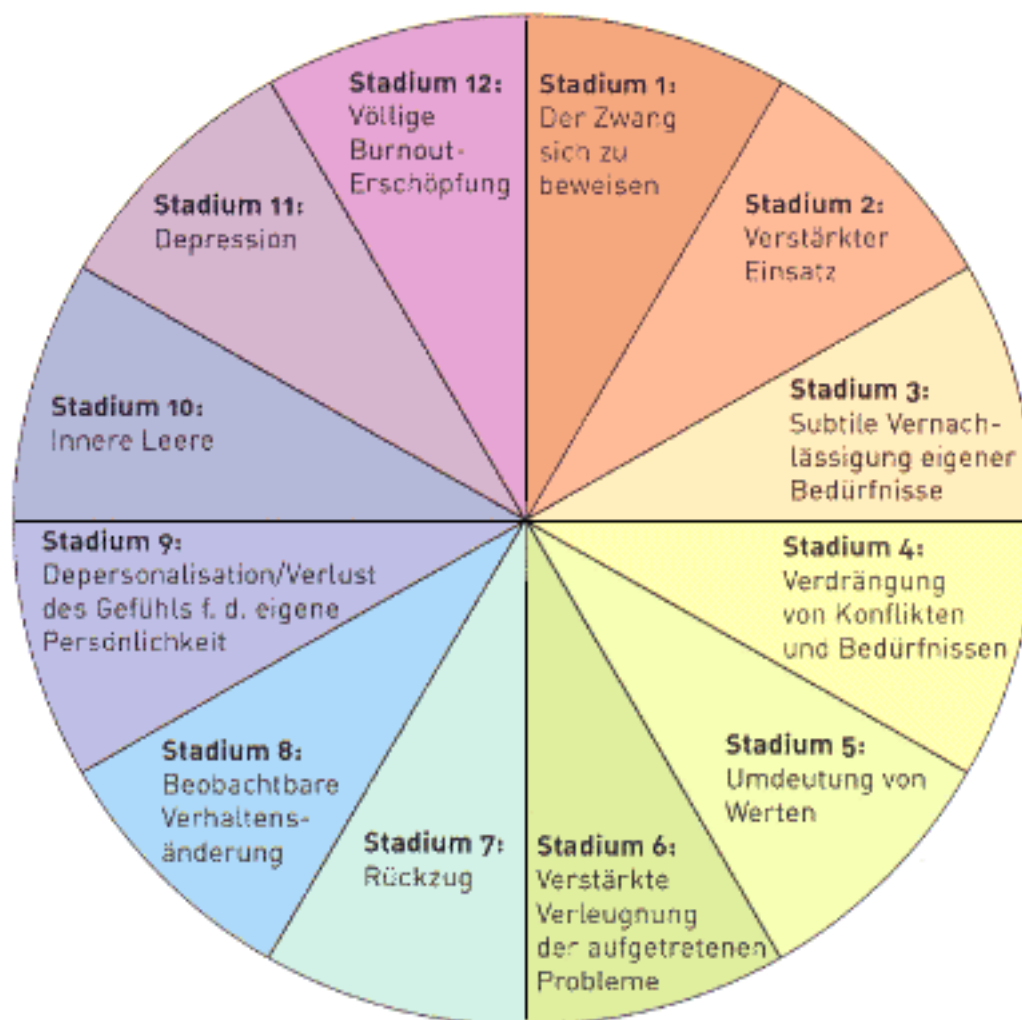 Stadium 1:
Der Zwang
sich zu
beweisen
Stadium 2:
Verstärkter
Einsatz
Stadium 3:
Subtile Vernach-
lässigung eigener
Bedürfnisse
Stadium 4:
Verdrängung
von Konflikten
und Bedürfnissen
Stadium 5:
Umdeutung von
Werten
Stadium 6:
Verstärkte
Verleugnung
der aufgetretenen
Probleme
Stadium 7:
Rückzug
Stadium 8:
Beobachtbare
Verhaltens-
änderung
Stadium 9:
Depersonalisation/Verlust
des Gefühls f. d. eigene
Persönlichkeit
Stadium 10:
Innere Leere
Stadium 11:
Depression
Stadium 12:
Völlige
Burnout-
Erschöpfung